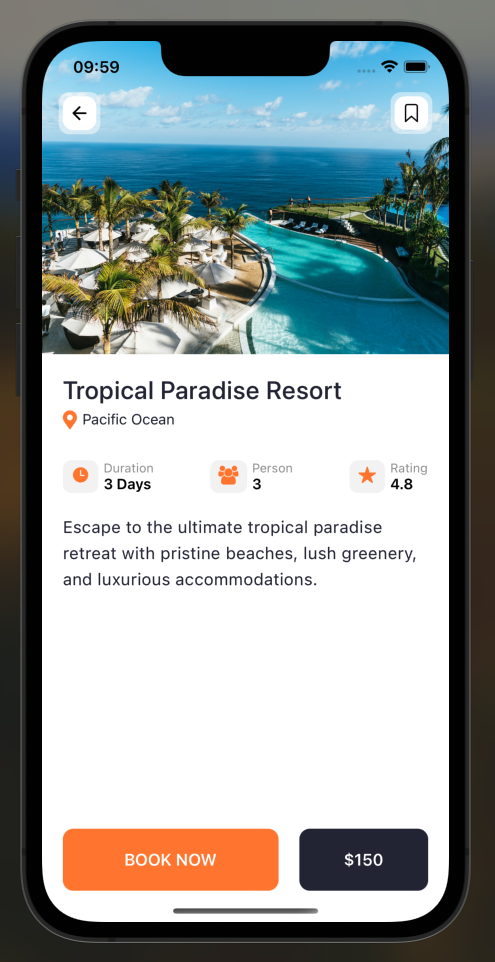 09:59
Tropical Paradise Resort
Pacific Ocean
Duration
3 Days
Person
3
Rating
4.8
Escape to the ultimate tropical paradise
retreat with pristine beaches, lush greenery,
and luxurious accommodations.
BOOK NOW
$150